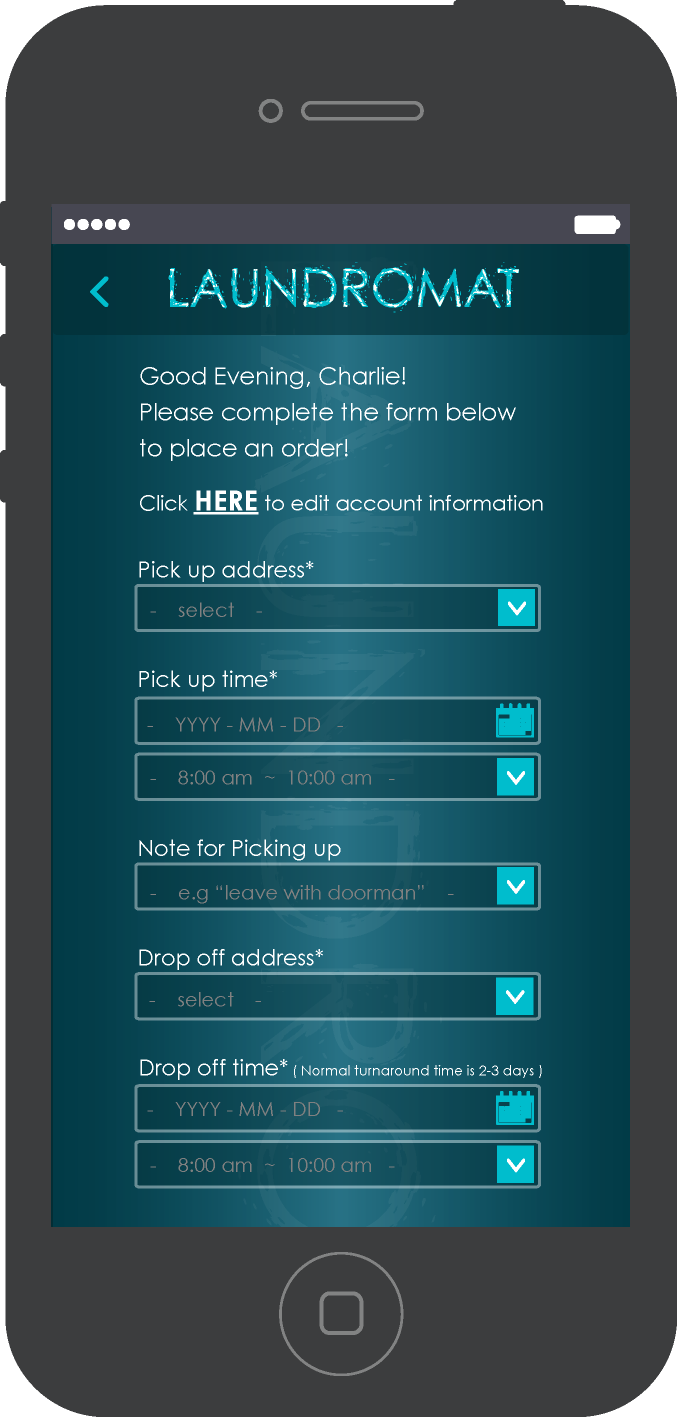 LAUNDROMAT
Good Evening, Charlie!
Please complete the form below
to place an order!
Click HERE to edit account information
Pick up address*
- select -
Pick up time*
- YYYY - MM - DD -
- 8:00 am ~ 10:00 am -
Note for Picking up
- e.g “leave with doorman” -
Drop off address*
- select -
Drop off time* ( Normal turnaround time is 2-3 days )
- YYYY - MM - DD -
- 8:00 am ~ 10:00 am -